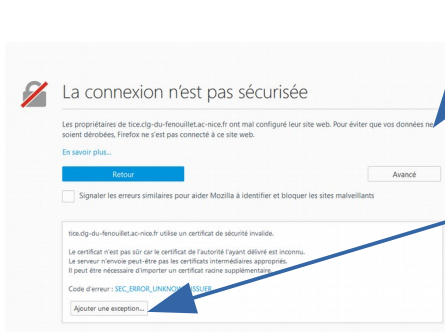 La connexion n'est pas sécurisée
Les propriétaires de tice.clg-du-fenouillet.ac-nice.fr ont mal configuré leur site web. Pour éviter que vos données ne
soient dérobées, Firefox ne s'est pas connecté à ce site web.
En savoir plus...
Retour
Avancé
Signaler les erreurs similaires pour aider Mozilla à identifier et bloquer les sites malveillants
tice.clg-du-fenouillet.ac-nice.fr utilise un certificat de sécurité invalide.
Le certificat n'est pas sûr car le certificat de l'autorité l'ayant délivré est inconnu.
Le serveur n'envoie peut-être pas les certificats intermédiaires appropriés.
Il peut être nécessaire d'importer un certificat racine supplémentaire.
Code d'erreur : SEC_ERROR_UNKNOWN_ISSUER
Ajouter une exception...